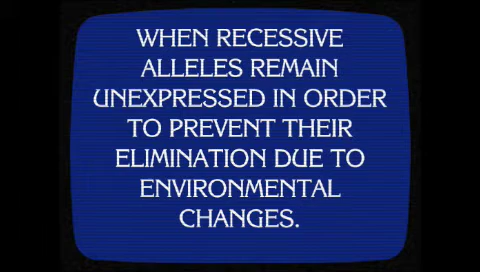 WHEN RECESSIVE
ALLELES REMAIN
UNEXPRESSED IN ORDER
TO PREVENT THEIR
ELIMINATION DUE TO
ENVIRONMENTAL
CHANGES.